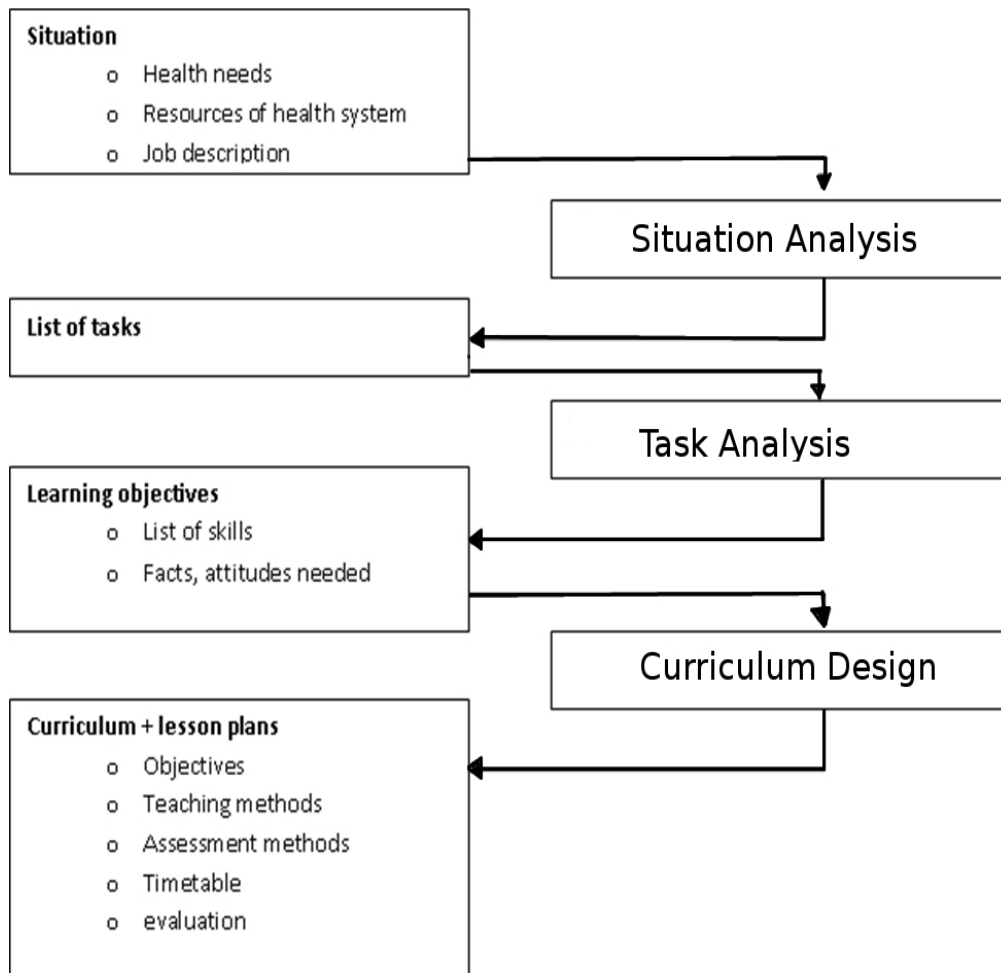 Situation
o Health needs
o Resources of health system
o Job description
Situation Analysis
List of tasks
Task Analysis
Learning objectives
o List of skills
o Facts, attitudes needed
Curriculum Design
Curriculum + lesson plans
o Objectives
o Teaching methods
o Assessment methods
o Timetable
o evaluation